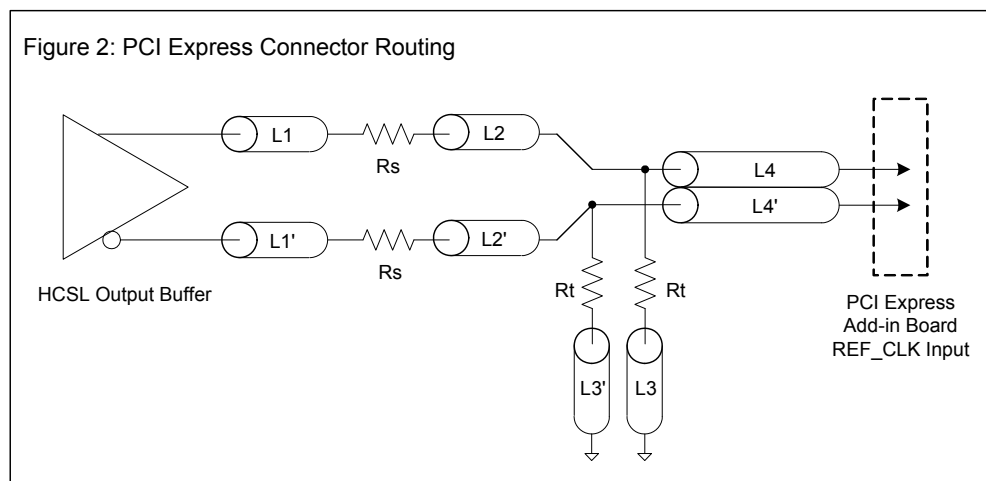 Figure 2: PCI Express Connector Routing
L1
Rs
L2
L4
L4'
L1'
Rs
L2'
HCSL Output Buffer
Rt
Rt
L3'
L3
PCI Express
Add-in Board
REF_CLK Input